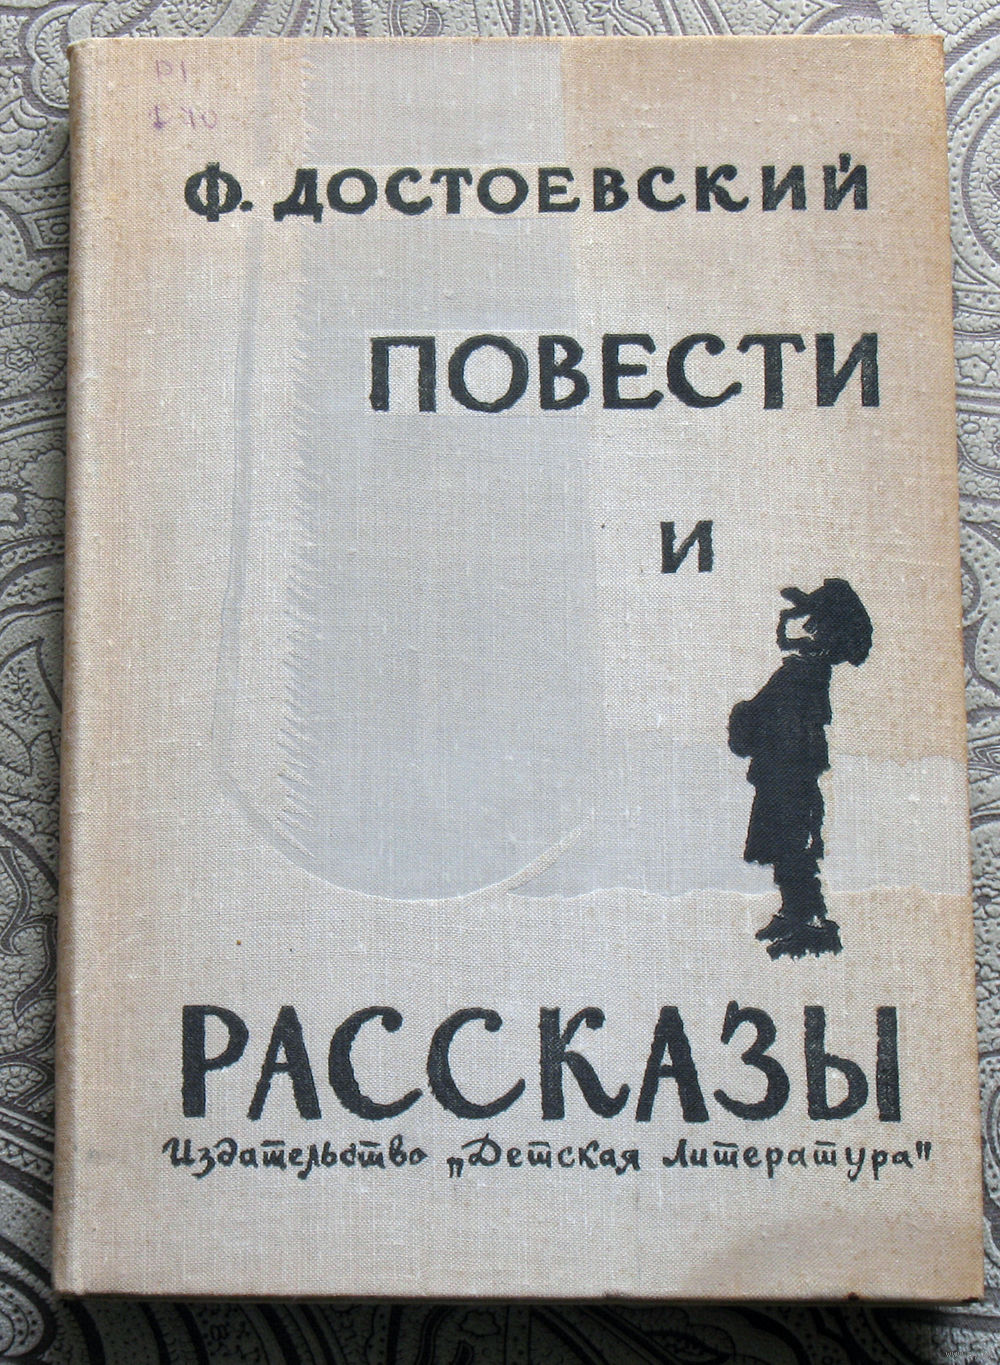 Ф. ДОСТОЕВСКИЙ
ПОВЕСТИ
И
РАССКАЗЫ
Издательство „Детская Литература"